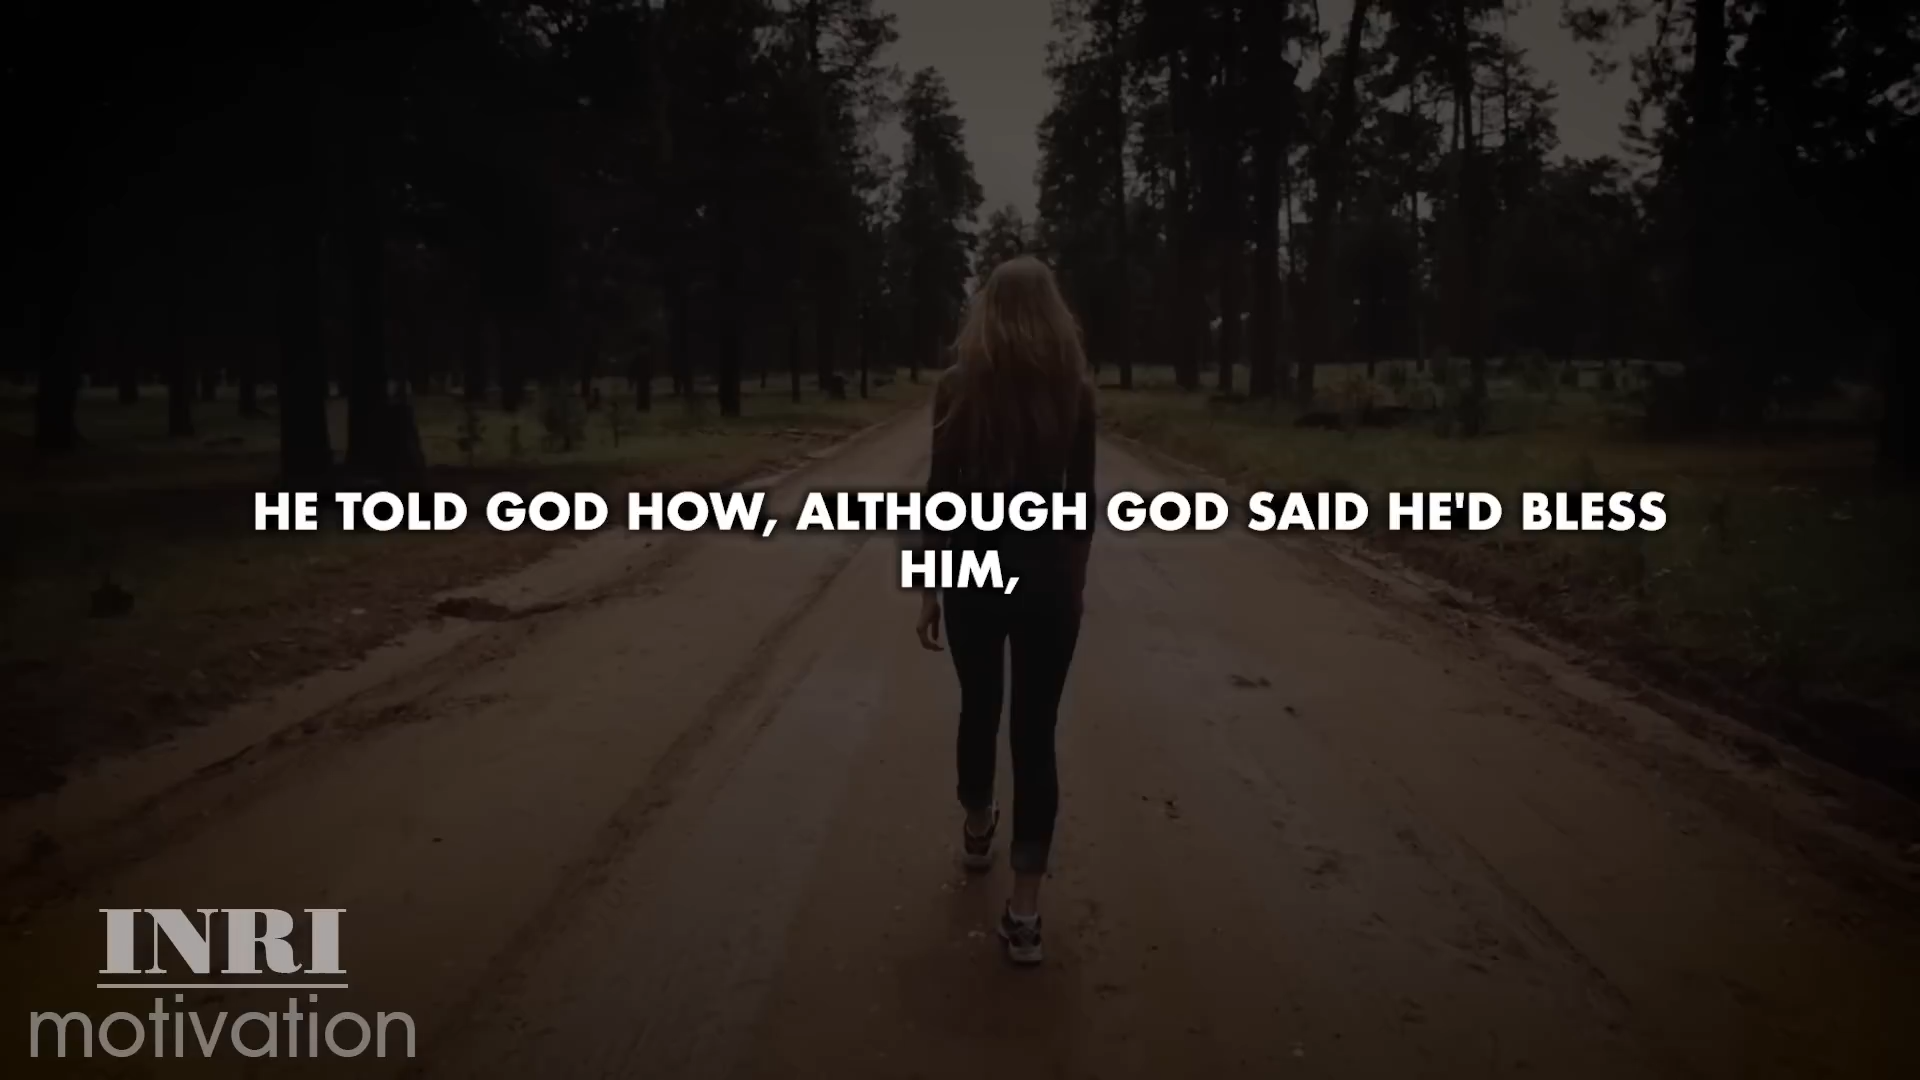 HE TOLD GOD HOW, ALTHOUGH GOD SAID HE'D BLESS
HIM,
INRI
motivation